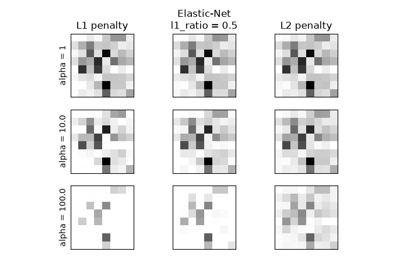 L1 penalty
Elastic-Net
l1_ratio = 0.5
L2 penalty
alpha = 1
alpha = 10.0
alpha = 100.0